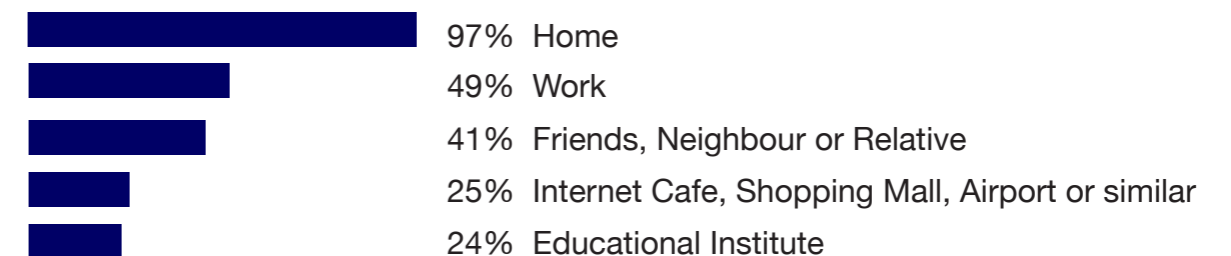 97% Home
49% Work
41% Friends, Neighbour or Relative
25% Internet Cafe, Shopping Mall, Airport or similar
24% Educational Institute